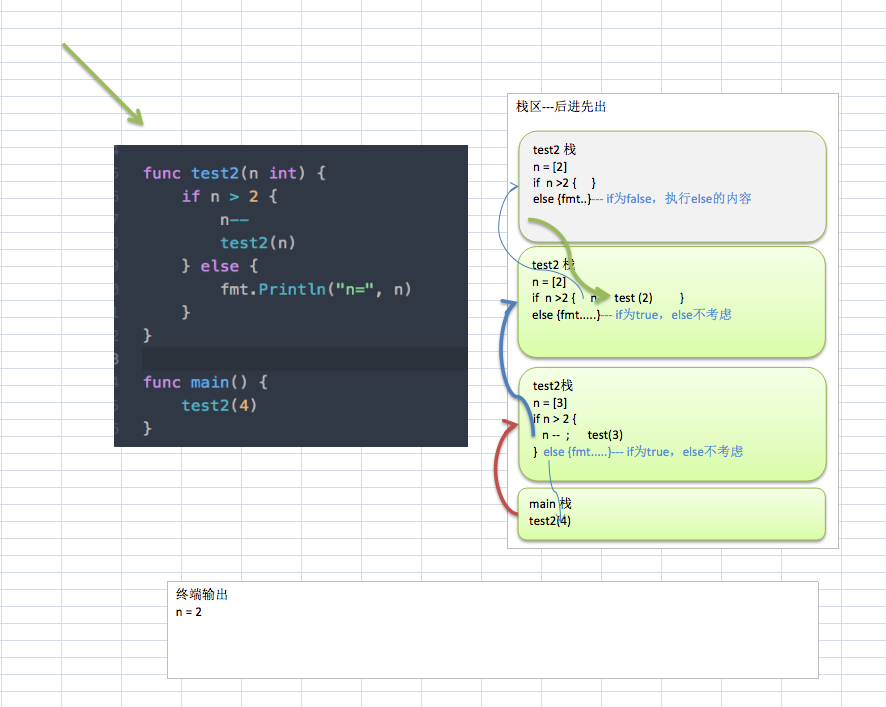 func test2(n int) {
if n > 2 {
n--
test2(n)
} else {
fmt.Println("n=", n)
}
}
func main() {
test2(4)
}
栈区---后进先出
test2 栈
n = [2]
if n >2 { }
else {fmt..}--- if为false，执行else的内容
test2 栈
n = [2]
if n >2 { n test (2) }
else {fmt.....}--- if为true，else不考虑
test2栈
n = [3]
if n > 2 {
n -- ; test(3)
} else {fmt.....}--- if为true，else不考虑
main 栈
test2(4)
终端输出
n = 2